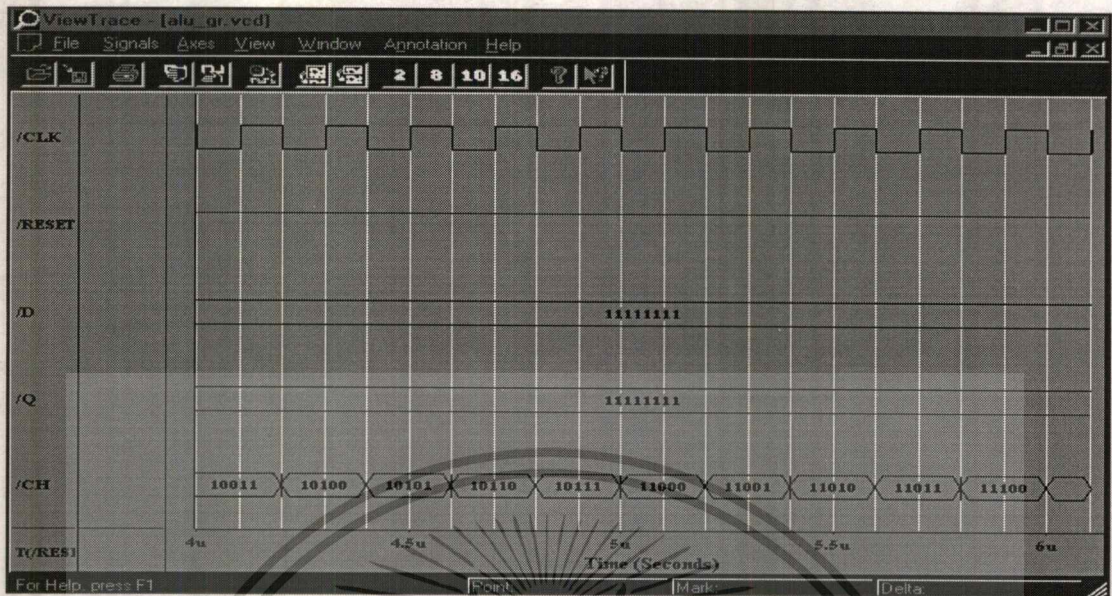 ViewTrace - [alu_gr.vcd]
File Signals Axes View Window Annotation Help
2 8 10 16
/CLK
/RESET
/D 11111111
/Q 11111111
/CH 10011 10100 10101 10110 10111 11000 11001 11010 11011 11100
4u 4.5u 5u 5.5u 6u
T(/RES1 Time (Seconds)
For Help, press F1 Point: Mark: Delta: